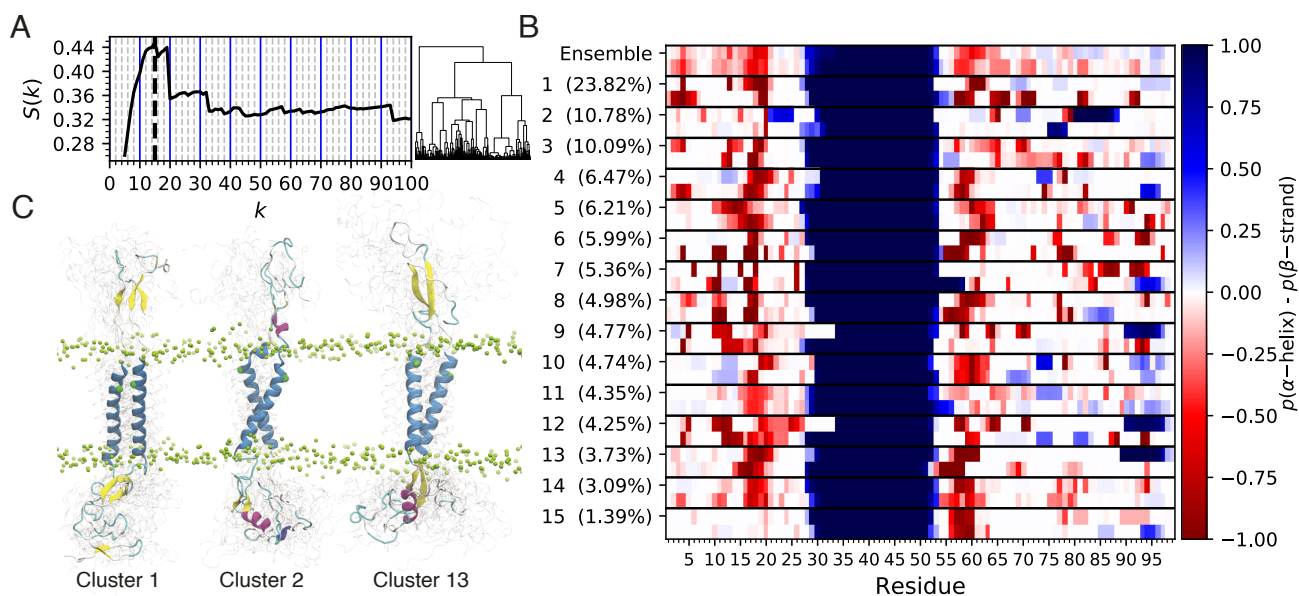 A
S(k)
0.44
0.40
0.36
0.32
0.28
0 10 20 30 40 50 60 70 80 90 100
k
B
Ensemble
1 (23.82%)
2 (10.78%)
3 (10.09%)
4 (6.47%)
5 (6.21%)
6 (5.99%)
7 (5.36%)
8 (4.98%)
9 (4.77%)
10 (4.74%)
11 (4.35%)
12 (4.25%)
13 (3.73%)
14 (3.09%)
15 (1.39%)
5 10 15 20 25 30 35 40 45 50 55 60 65 70 75 80 85 90 95
Residue
1.00
0.75
0.50
0.25
0.00
−0.25
−0.50
−0.75
−1.00
p(α−helix) - p(β−strand)
C
Cluster 1 Cluster 2 Cluster 13